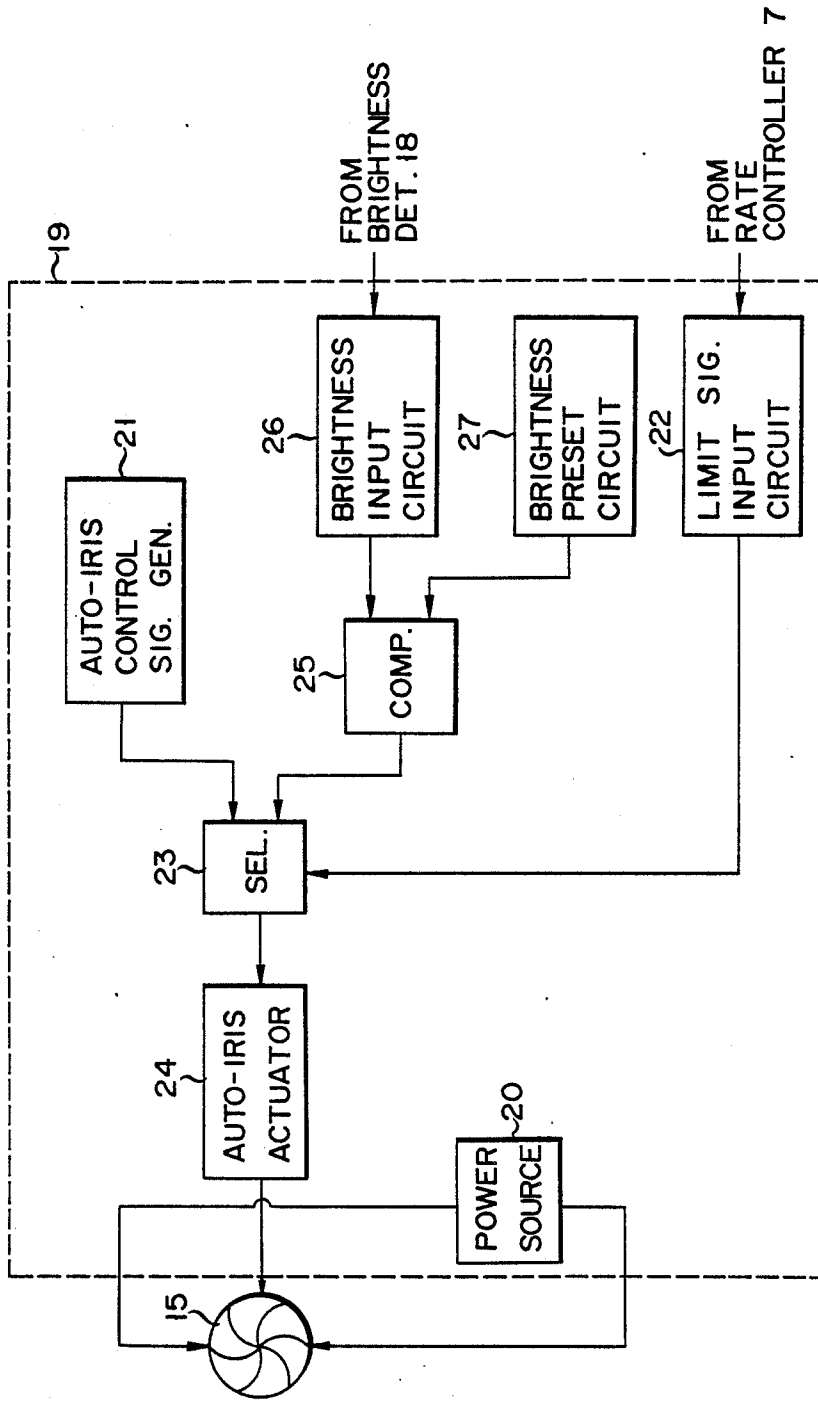 19
21
AUTO-IRIS
CONTROL
SIG. GEN.
26
BRIGHTNESS
INPUT
CIRCUIT
FROM
BRIGHTNESS
DET. 18
27
BRIGHTNESS
PRESET
CIRCUIT
22
LIMIT SIG.
INPUT
CIRCUIT
FROM
RATE
CONTROLLER 7
25
COMP.
23
SEL.
24
AUTO-IRIS
ACTUATOR
20
POWER
SOURCE
15